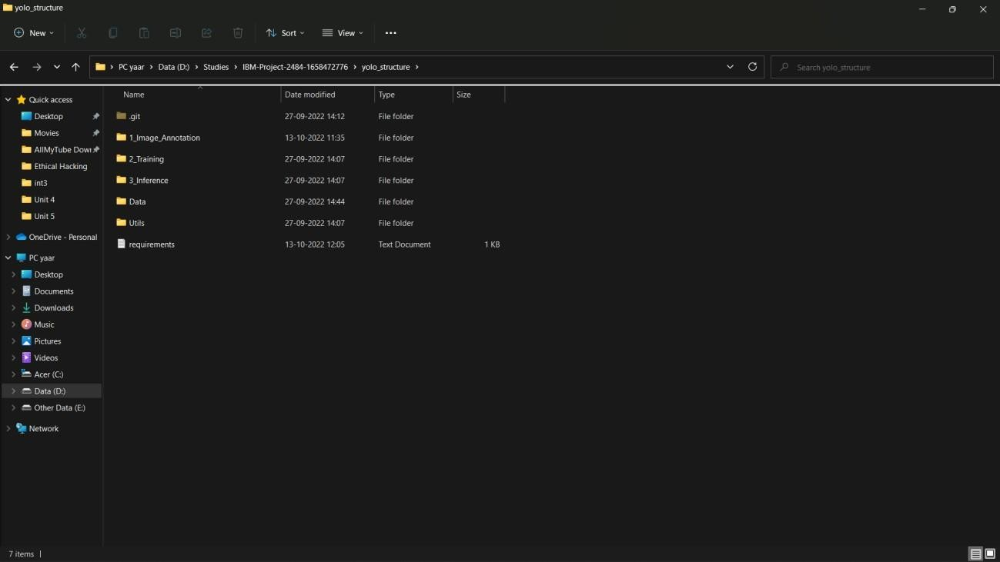 yolo_structure
New Sort View
PC yaar Data (D:) Studies IBM-Project-2484-1658472776 yolo_structure Search yolo_structure
Name Date modified Type Size
Quick access
Desktop
Movies
AllMyTube Down
Ethical Hacking
int3
Unit 4
Unit 5
OneDrive - Personal
PC yaar
Desktop
Documents
Downloads
Music
Pictures
Videos
Acer (C:)
Data (D:)
Other Data (E:)
Network
.git 27-09-2022 14:12 File folder
1_Image_Annotation 13-10-2022 11:35 File folder
2_Training 27-09-2022 14:07 File folder
3_Inference 27-09-2022 14:07 File folder
Data 27-09-2022 14:44 File folder
Utils 27-09-2022 14:07 File folder
requirements 13-10-2022 12:05 Text Document 1 KB
7 items